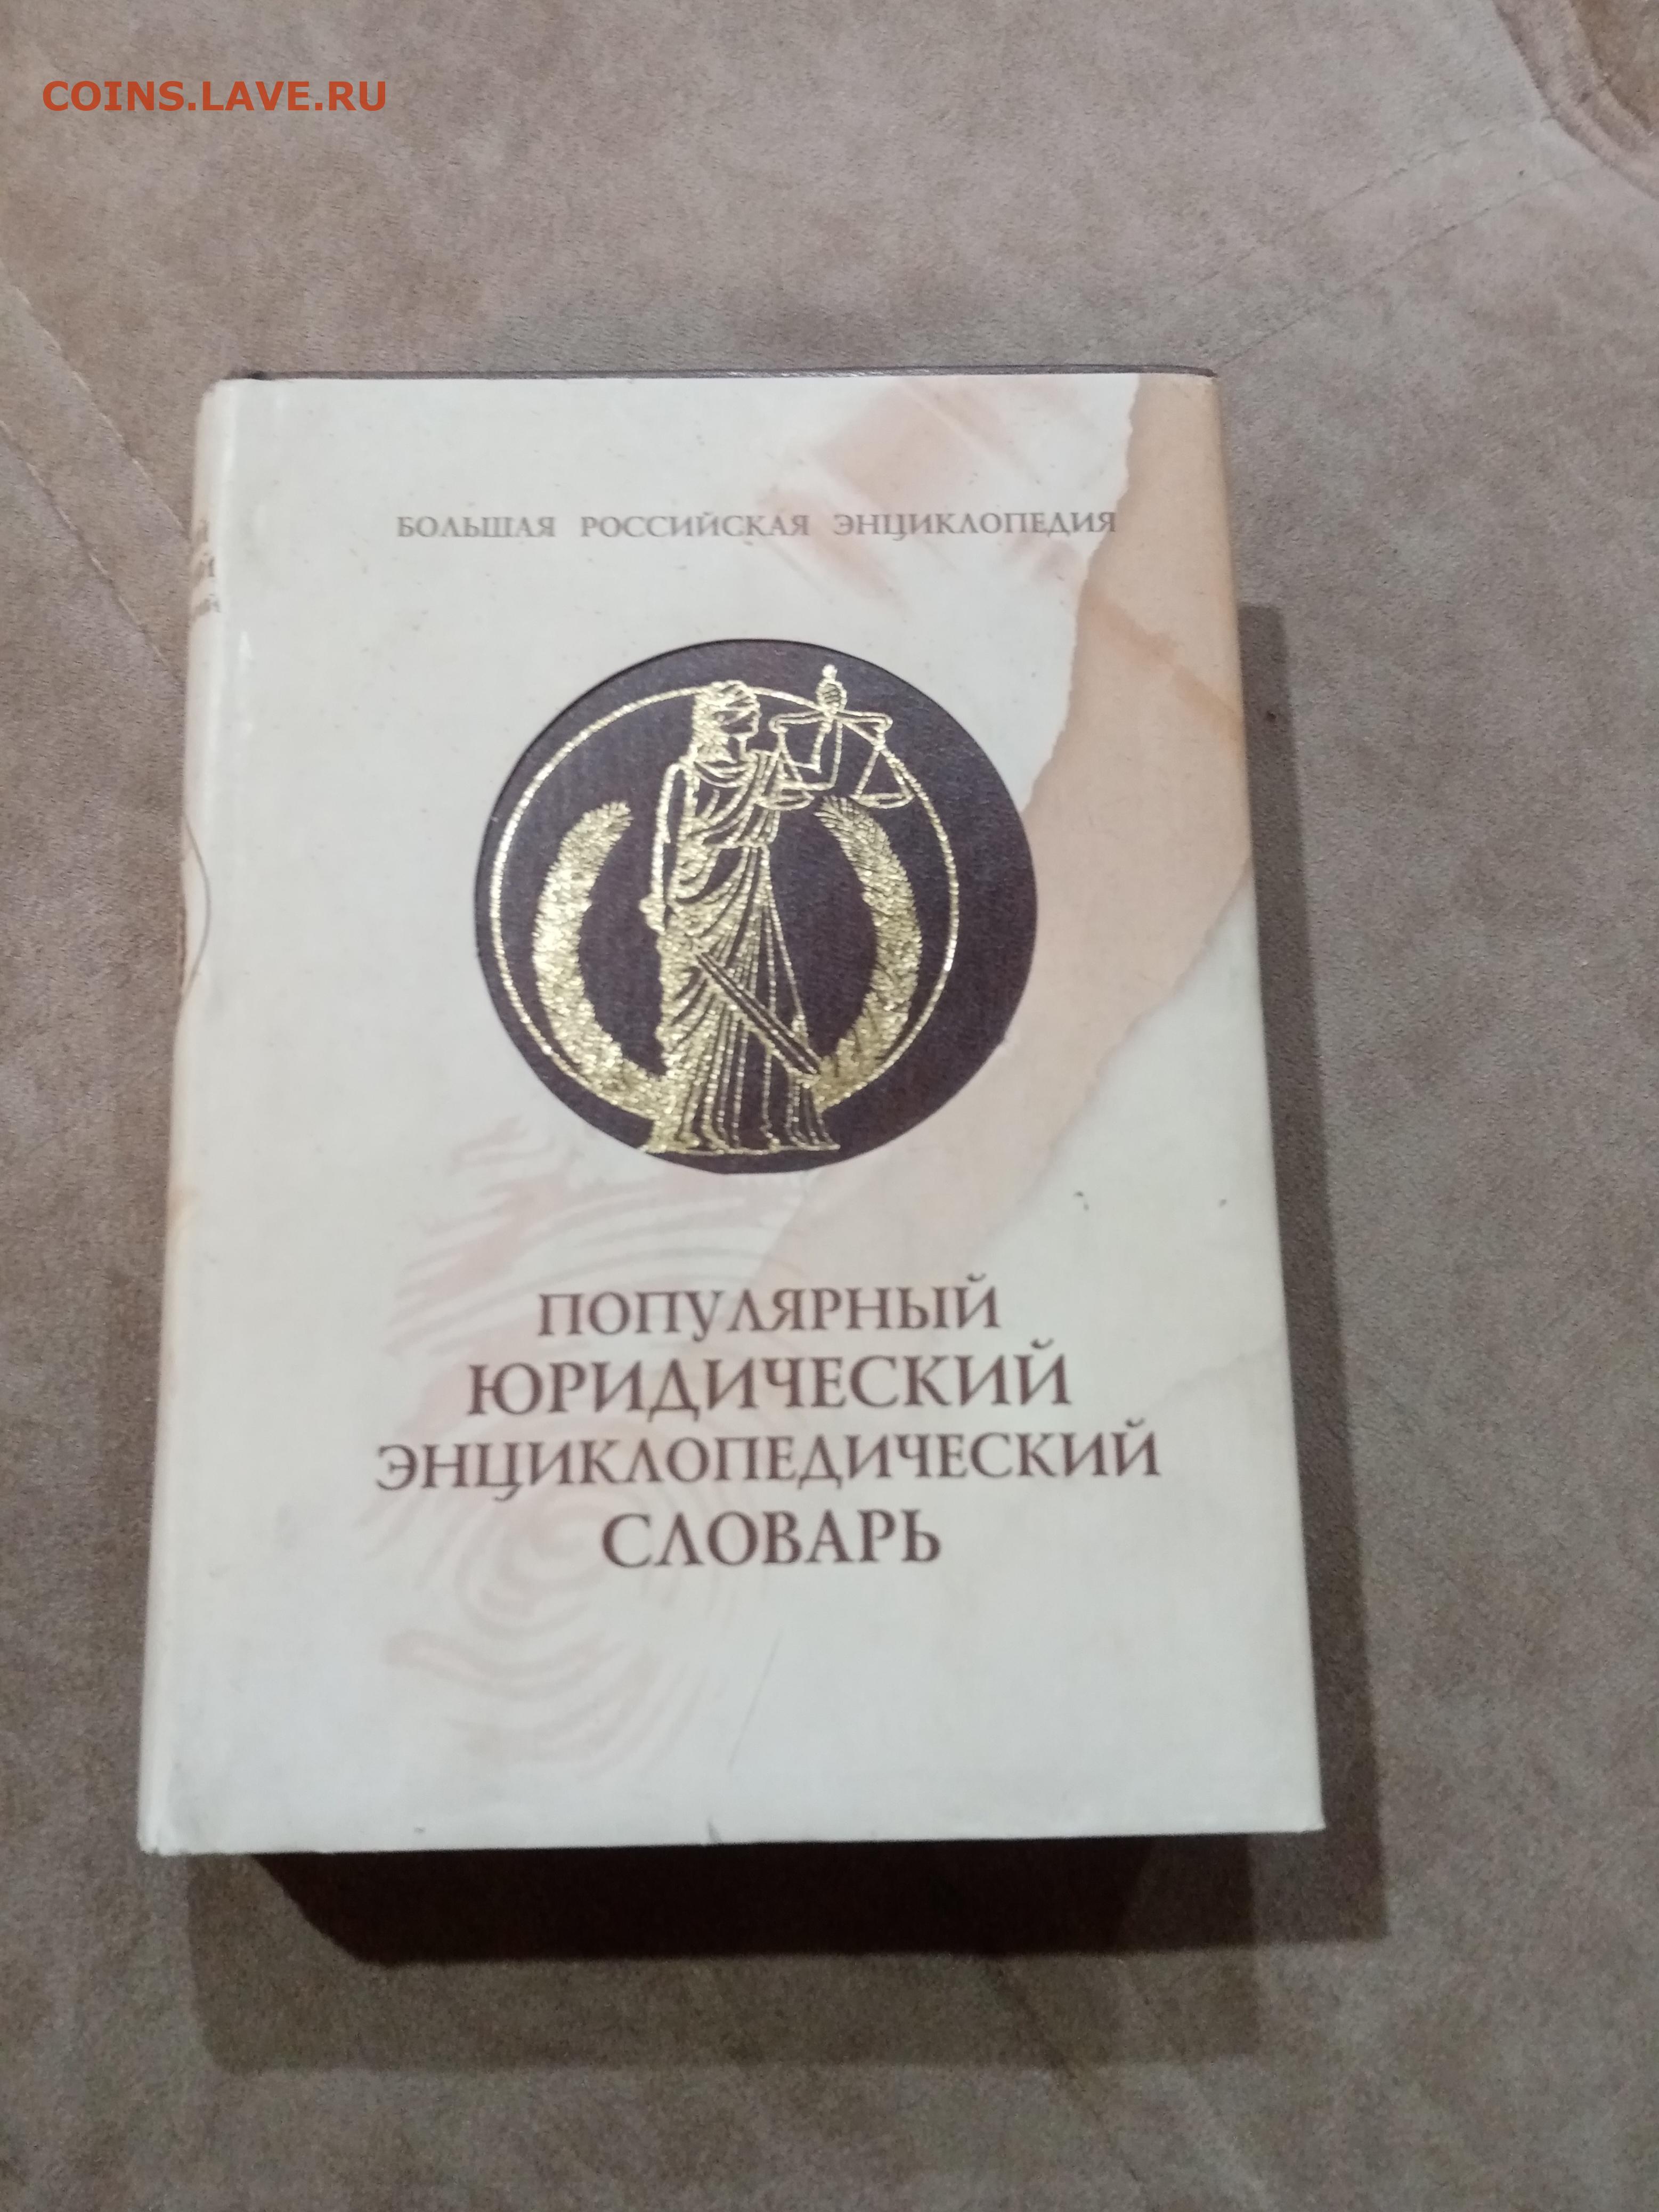 COINS.LAVE.RU
БОЛЬШАЯ РОССИЙСКАЯ ЭНЦИКЛОПЕДИЯ
ПОПУЛЯРНЫЙ
ЮРИДИЧЕСКИЙ
ЭНЦИКЛОПЕДИЧЕСКИЙ
СЛОВАРЬ